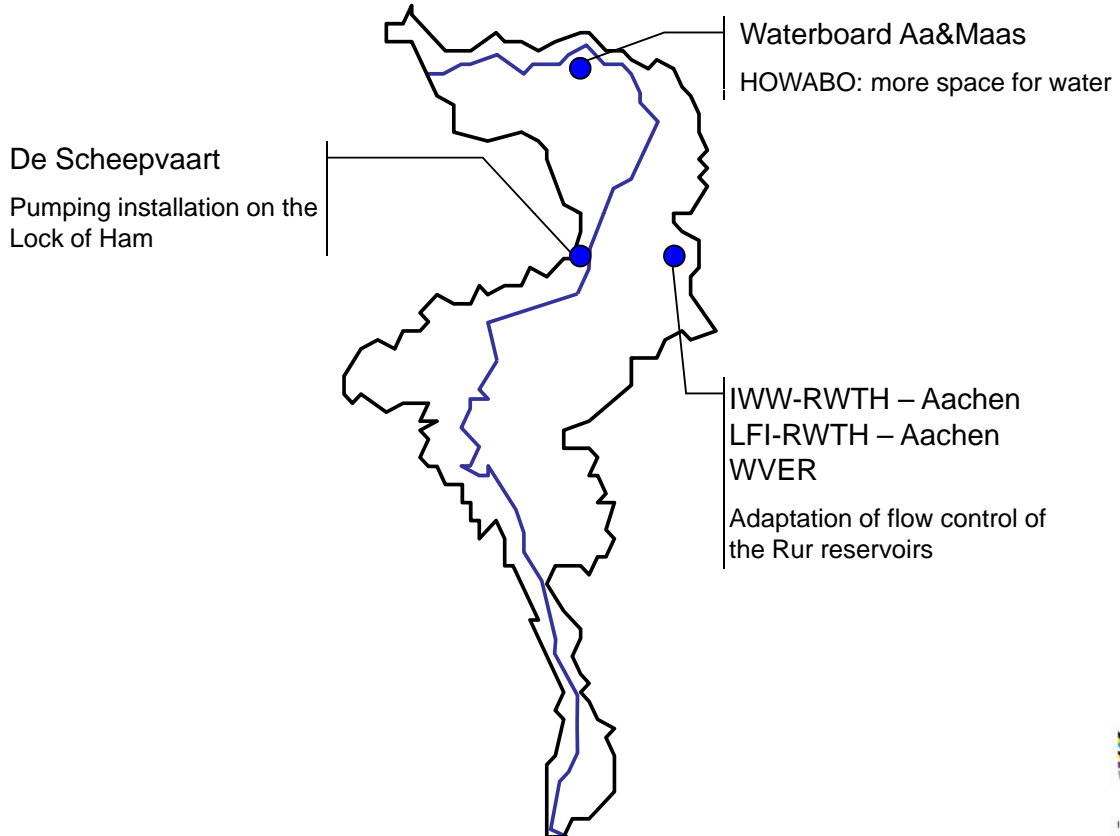 Waterboard Aa&Maas
HOWABO: more space for water
De Scheepvaart
Pumping installation on the
Lock of Ham
IWW-RWTH – Aachen
LFI-RWTH – Aachen
WVER
Adaptation of flow control of
the Rur reservoirs